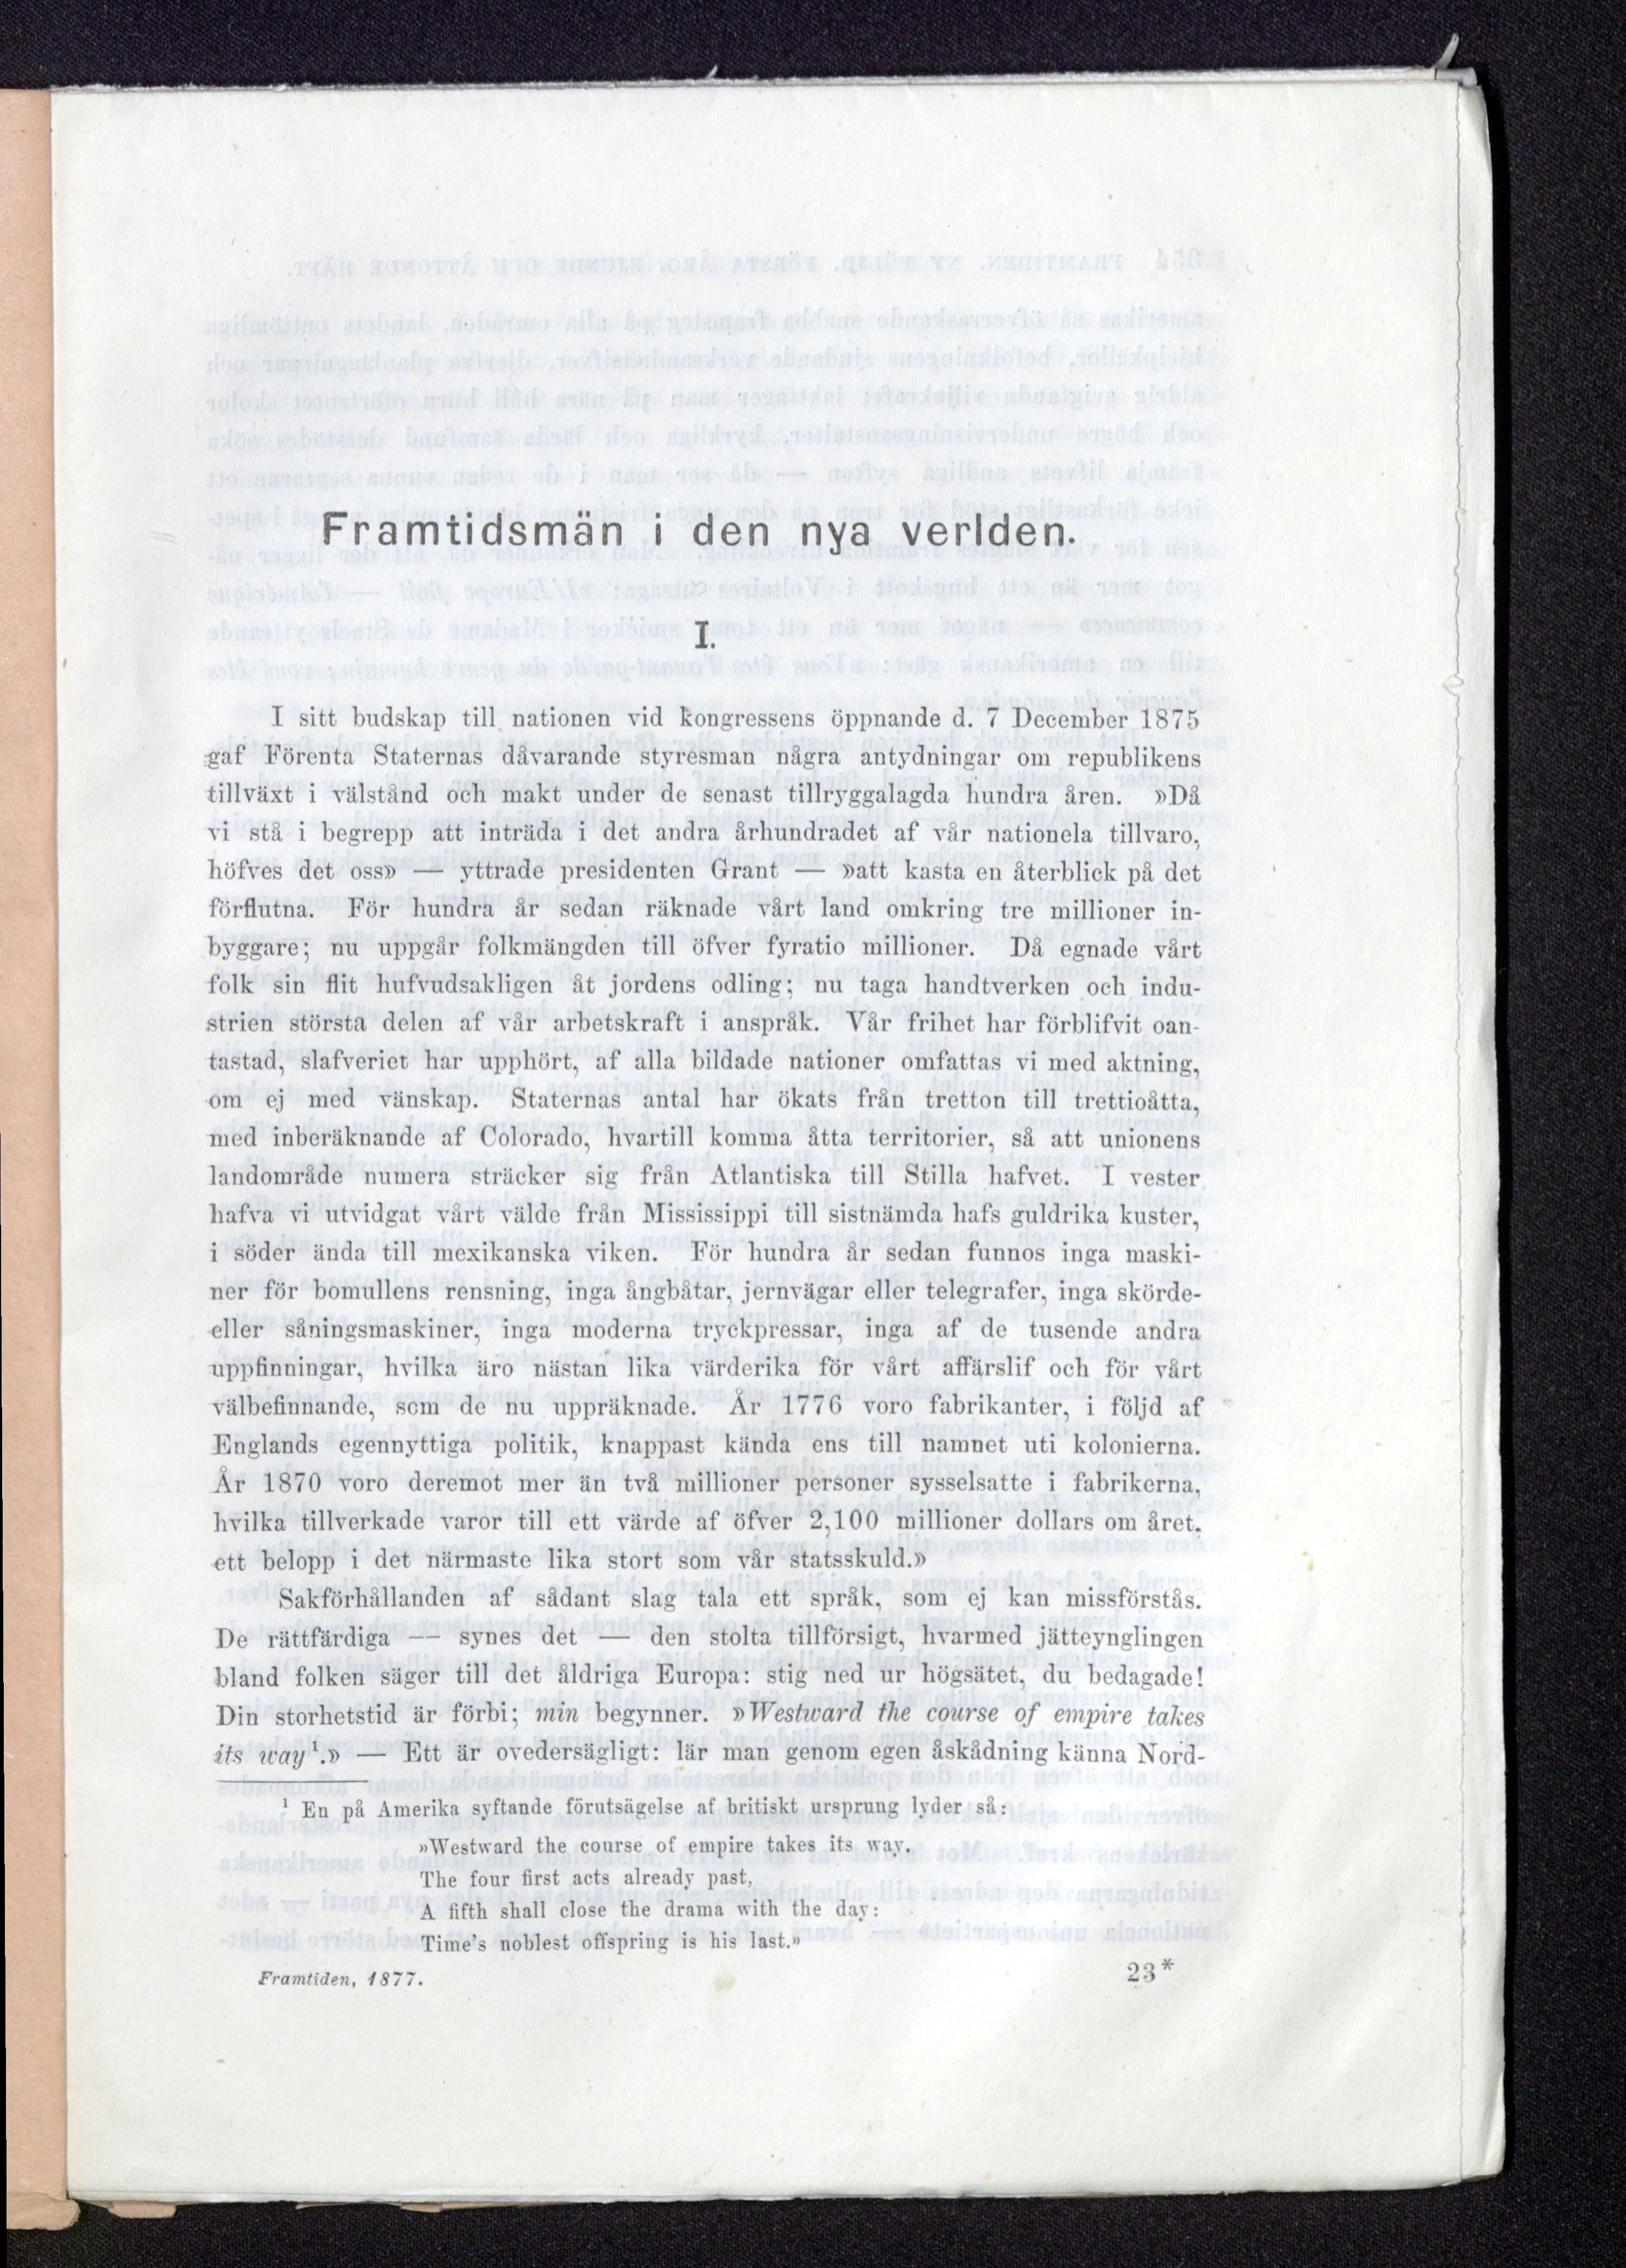 Framtidsmän i den nya verlden.
I.
I sitt budskap till nationen vid kongressens öppnande d. 7 December 1875
gaf Förenta Staternas dåvarande styresman några antydningar om republikens
tillväxt i välstånd och makt under de senast tillryggalagda hundra åren. »Då
vi stå i begrepp att inträda i det andra århundradet af vår nationela tillvaro,
höfves det oss» — yttrade presidenten Grant — »att kasta en återblick på det
förflutna. För hundra år sedan räknade vårt land omkring tre millioner in-
byggare; nu uppgår folkmängden till öfver fyratio millioner. Då egnade vårt
folk sin flit hufvudsakligen åt jordens odling; nu taga handtverken och indu-
strien största delen af vår arbetskraft i anspråk. Vår frihet har förblifvit oan-
tastad, slafveriet har upphört, af alla bildade nationer omfattas vi med aktning,
om ej med vänskap. Staternas antal har ökats från tretton till trettioåtta,
med inberäknande af Colorado, hvartill komma åtta territorier, så att unionens
landområde numera sträcker sig från Atlantiska till Stilla hafvet. I vester
hafva vi utvidgat vårt välde från Mississippi till sistnämda hafs guldrika kuster,
i söder ända till mexikanska viken. För hundra år sedan funnos inga maski-
ner för bomullens rensning, inga ångbåtar, jernvägar eller telegrafer, inga skörde-
eller såningsmaskiner, inga moderna tryckpressar, inga af de tusende andra
uppfinningar, hvilka äro nästan lika värderika för vårt affärslif och för vårt
välbefinnande, som de nu uppräknade. År 1776 voro fabrikanter, i följd af
Englands egennyttiga politik, knappast kända ens till namnet uti kolonierna.
År 1870 voro deremot mer än två millioner personer sysselsatte i fabrikerna,
hvilka tillverkade varor till ett värde af öfver 2,100 millioner dollars om året,
ett belopp i det närmaste lika stort som vår statsskuld.»
Sakförhållanden af sådant slag tala ett språk, som ej kan missförstås.
De rättfärdiga — synes det — den stolta tillförsigt, hvarmed jätteynglingen
bland folken säger till det åldriga Europa: stig ned ur högsätet, du bedagade!
Din storhetstid är förbi; min begynner. »Westward the course of empire takes
its way¹.» — Ett är ovedersägligt: lär man genom egen åskådning känna Nord-
¹ En på Amerika syftande förutsägelse af britiskt ursprung lyder så:
»Westward the course of empire takes its way.
The four first acts already past,
A fifth shall close the drama with the day:
Time's noblest offspring is his last.»
Framtiden, 1877.
23*